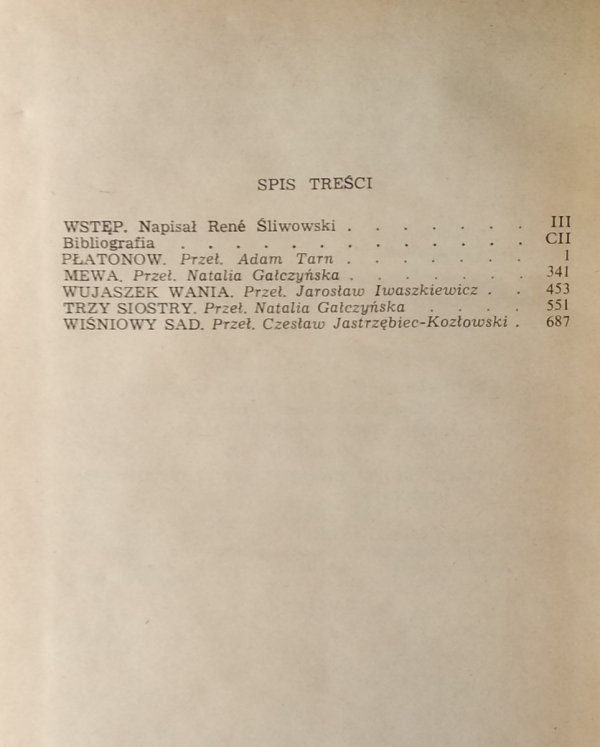 SPIS TREŚCI
WSTĘP. Napisał René Śliwowski . . . . . . . III
Bibliografia . . . . . . . . . . . . . CII
PŁATONOW. Przeł. Adam Tarn . . . . . . . 1
MEWA. Przeł. Natalia Gałczyńska . . . . . . . 341
WUJASZEK WANIA. Przeł. Jarosław Iwaszkiewicz . . 453
TRZY SIOSTRY. Przeł. Natalia Gałczyńska . . . . 551
WIŚNIOWY SAD. Przeł. Czesław Jastrzębiec-Kozłowski . 687